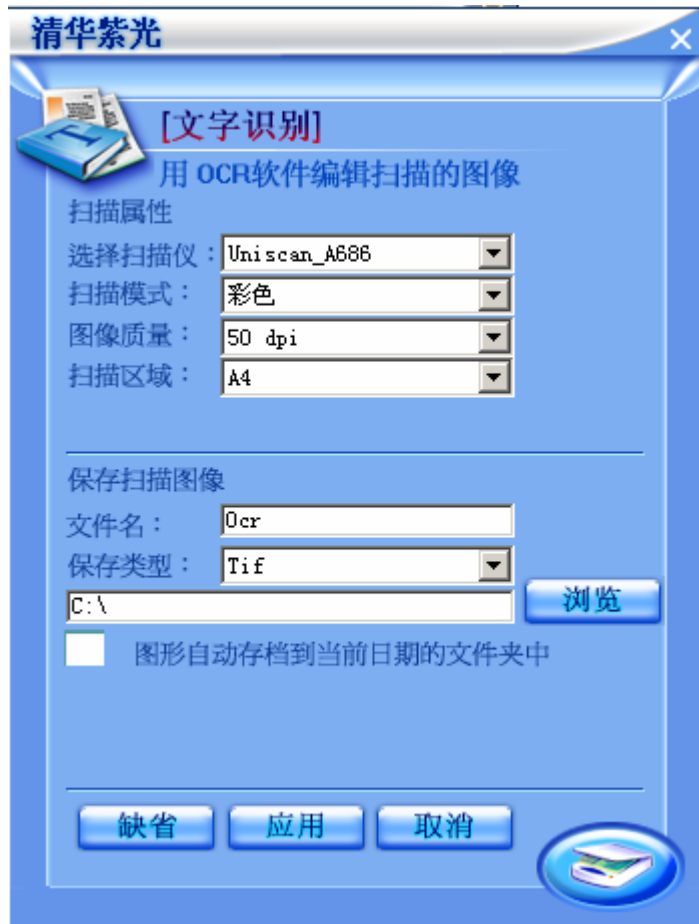 清华紫光
[文字识别]
用 OCR软件编辑扫描的图像
扫描属性
选择扫描仪：Uniscan_A686
扫描模式：彩色
图像质量：50 dpi
扫描区域：A4
保存扫描图像
文件名：Ocr
保存类型：Tif
C:\ 浏览
图形自动存档到当前日期的文件夹中
缺省 应用 取消